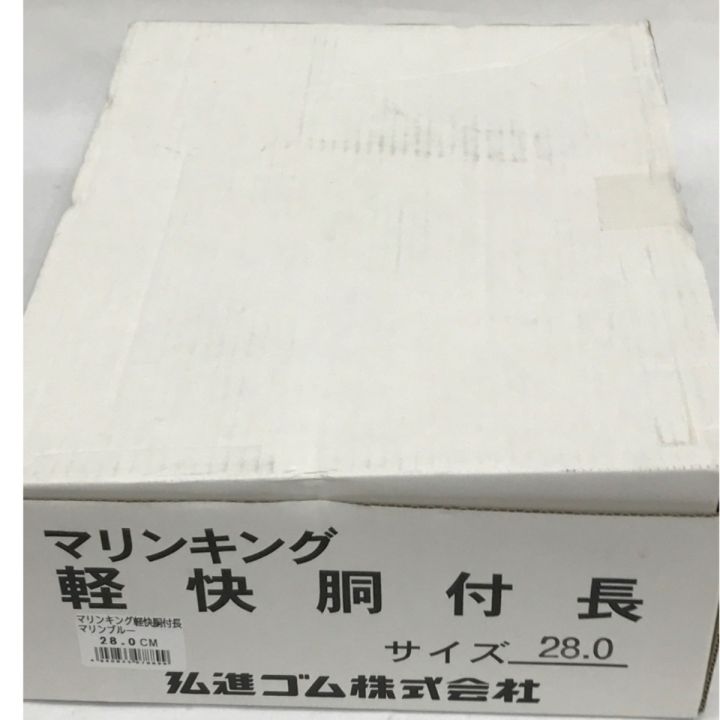 マリンキング
軽快胴付長
マリンキング軽快胴付長
マリンブルー
28.0CM
サイズ 28.0
弘進ゴム株式会社